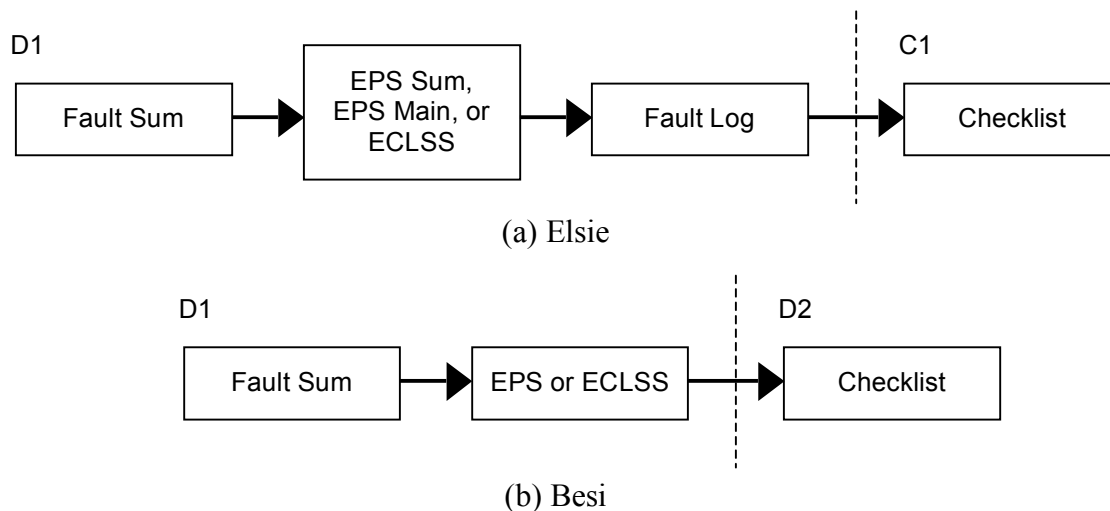 D1
C1
Fault Sum
EPS Sum,
EPS Main, or
ECLSS
Fault Log
Checklist
(a) Elsie
D1
D2
Fault Sum
EPS or ECLSS
Checklist
(b) Besi